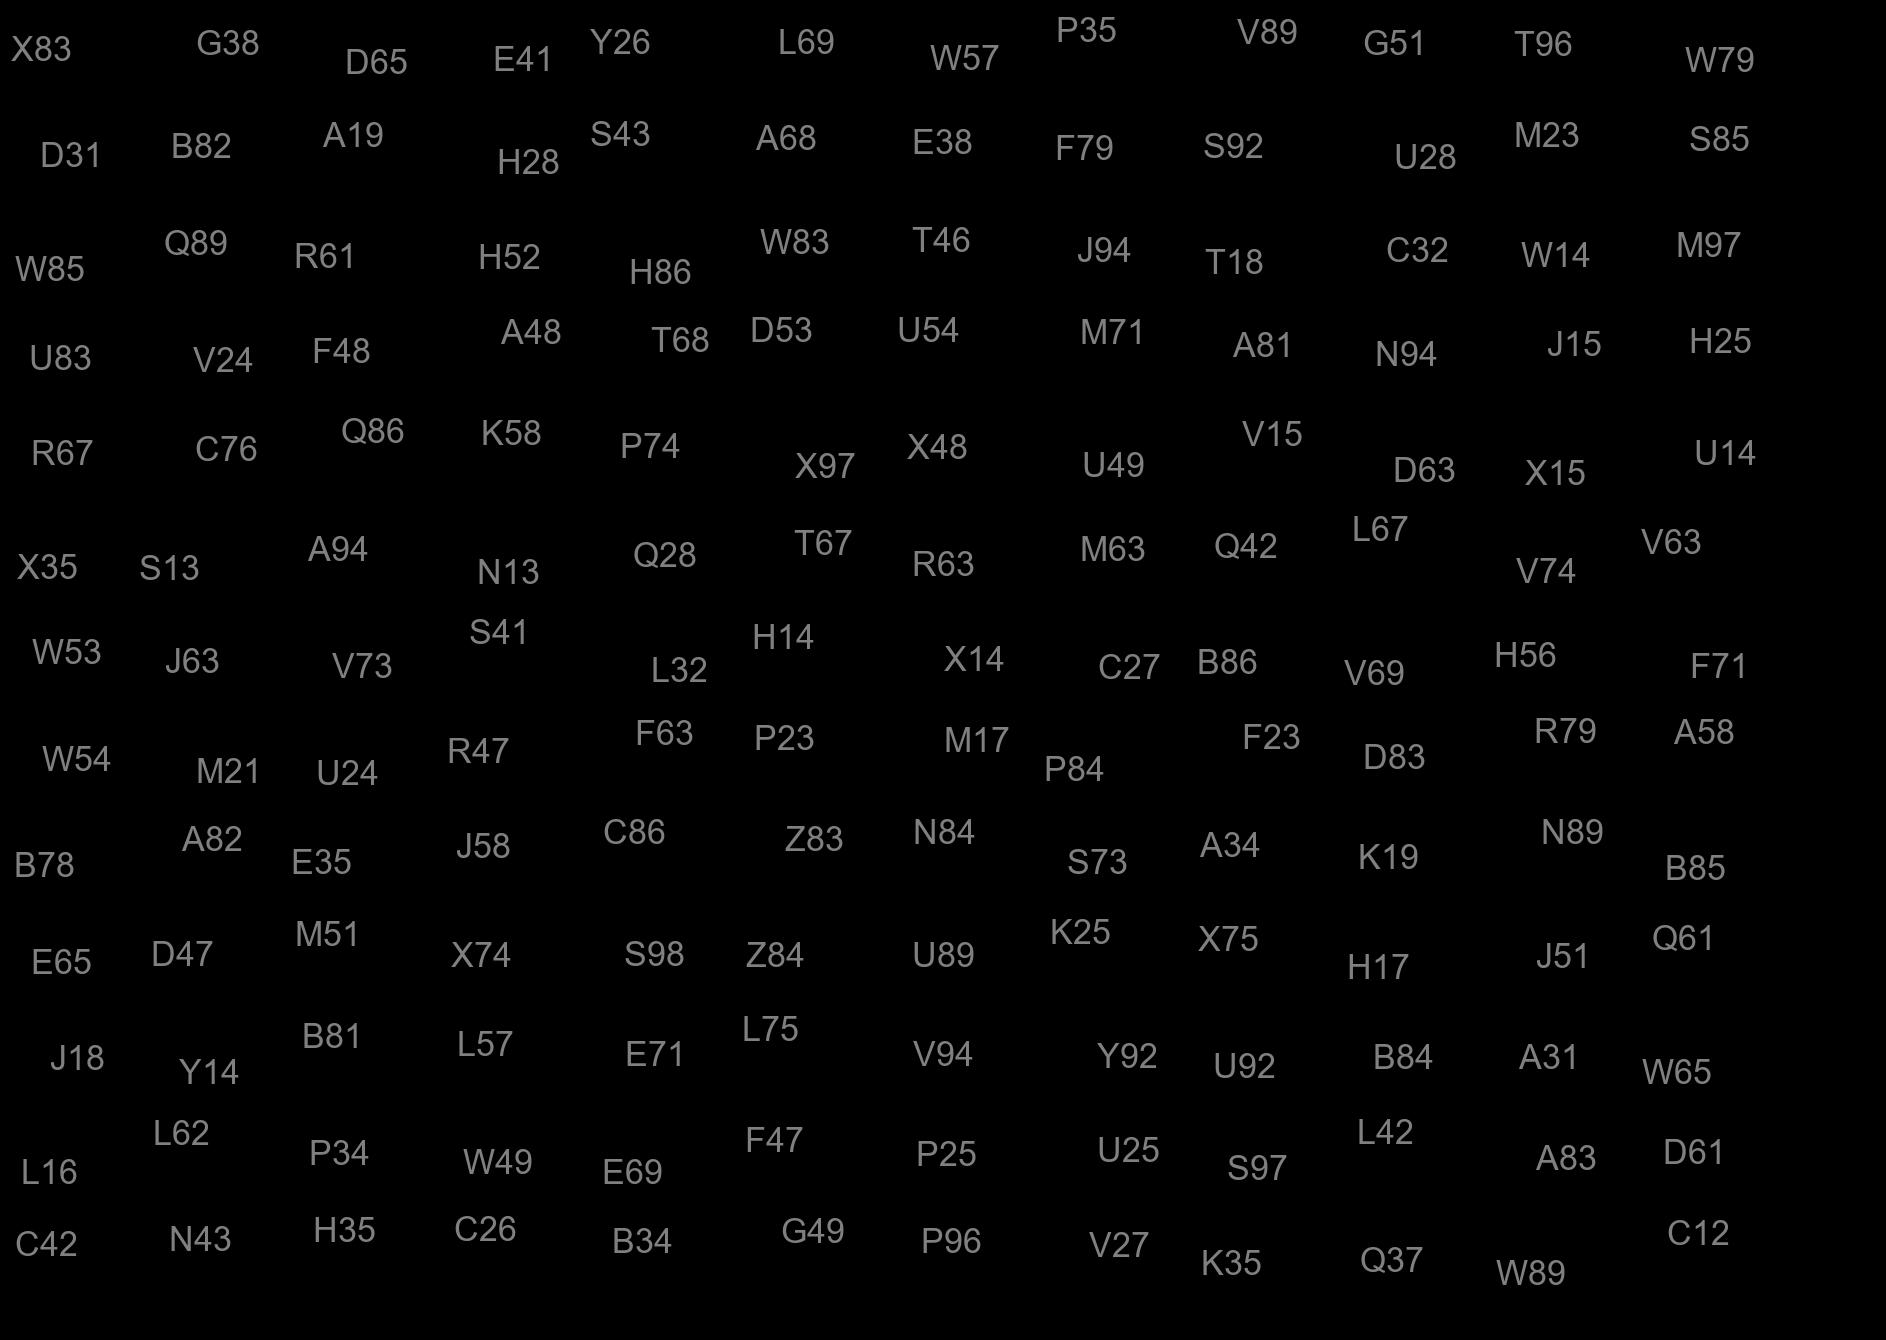 X83 G38 D65 E41 Y26 L69 W57 P35 V89 G51 T96 W79
D31 B82 A19 H28 S43 A68 E38 F79 S92 U28 M23 S85
W85 Q89 R61 H52 H86 W83 T46 J94 T18 C32 W14 M97
U83 V24 F48 A48 T68 D53 U54 M71 A81 N94 J15 H25
R67 C76 Q86 K58 P74 X97 X48 U49 V15 D63 X15 U14
X35 S13 A94 N13 Q28 T67 R63 M63 Q42 L67 V74 V63
W53 J63 V73 S41 L32 H14 X14 C27 B86 V69 H56 F71
W54 M21 U24 R47 F63 P23 M17 P84 F23 D83 R79 A58
B78 A82 E35 J58 C86 Z83 N84 S73 A34 K19 N89 B85
E65 D47 M51 X74 S98 Z84 U89 K25 X75 H17 J51 Q61
J18 Y14 B81 L57 E71 L75 V94 Y92 U92 B84 A31 W65
L16 L62 P34 W49 E69 F47 P25 U25 S97 L42 A83 D61
C42 N43 H35 C26 B34 G49 P96 V27 K35 Q37 W89 C12